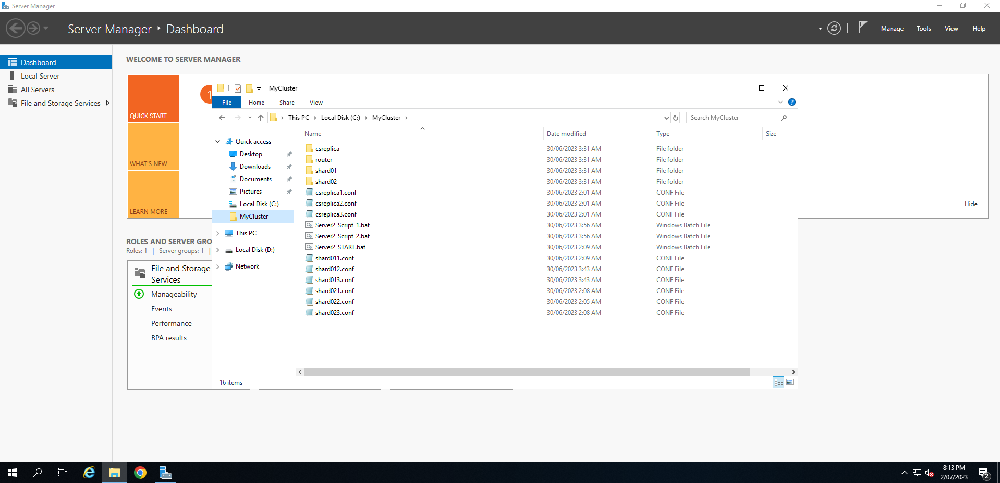 Server Manager
Server Manager Dashboard
Manage Tools View Help
Dashboard
Local Server
All Servers
File and Storage Services
WELCOME TO SERVER MANAGER
QUICK START
WHAT'S NEW
LEARN MORE
1
Hide
ROLES AND SERVER GRO
Roles: 1 | Server groups: 1 |
File and Storage
Services
Manageability
Events
Performance
BPA results
MyCluster
File Home Share View
This PC Local Disk (C:) MyCluster
Search MyCluster
Quick access
Desktop
Downloads
Documents
Pictures
Local Disk (C:)
MyCluster
This PC
Local Disk (D:)
Network
Name Date modified Type Size
csreplica 30/06/2023 3:31 AM File folder
router 30/06/2023 3:31 AM File folder
shard01 30/06/2023 3:31 AM File folder
shard02 30/06/2023 3:31 AM File folder
csreplica1.conf 30/06/2023 2:01 AM CONF File
csreplica2.conf 30/06/2023 2:01 AM CONF File
csreplica3.conf 30/06/2023 2:01 AM CONF File
Server2_Script_1.bat 30/06/2023 3:56 AM Windows Batch File
Server2_Script_2.bat 30/06/2023 3:56 AM Windows Batch File
Server2_START.bat 30/06/2023 2:09 AM Windows Batch File
shard011.conf 30/06/2023 2:09 AM CONF File
shard012.conf 30/06/2023 3:43 AM CONF File
shard013.conf 30/06/2023 3:43 AM CONF File
shard021.conf 30/06/2023 2:08 AM CONF File
shard022.conf 30/06/2023 2:05 AM CONF File
shard023.conf 30/06/2023 2:08 AM CONF File
16 items
8:13 PM
2/07/2023
2